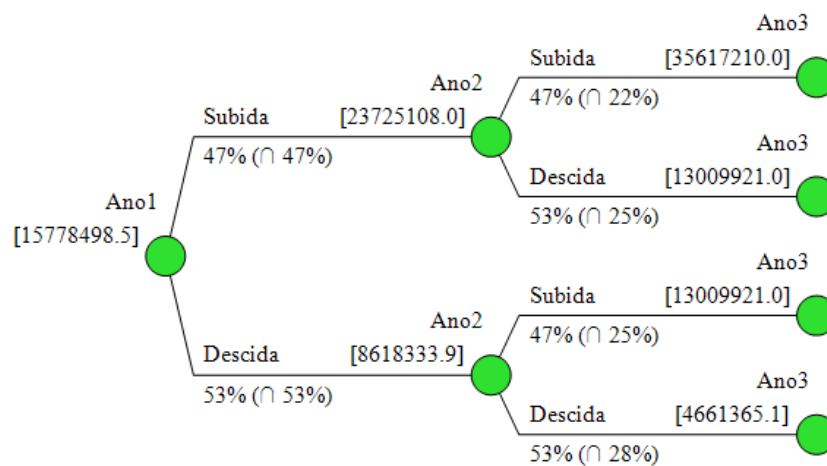 Ano1
[15778498.5]
Subida
47% (∩ 47%)
Ano2
[23725108.0]
Subida
47% (∩ 22%)
Ano3
[35617210.0]
Descida
53% (∩ 25%)
Ano3
[13009921.0]
Descida
53% (∩ 53%)
Ano2
[8618333.9]
Subida
47% (∩ 25%)
Ano3
[13009921.0]
Descida
53% (∩ 28%)
Ano3
[4661365.1]